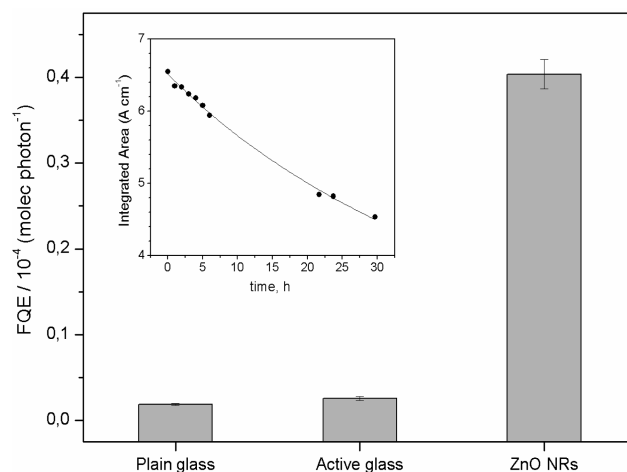 FQE / 10⁻⁴ (molec photon⁻¹)
0,4
0,3
0,2
0,1
0,0
Plain glass
Active glass
ZnO NRs
Integrated Area (A cm⁻¹)
7
6
5
4
0
5
10
15
20
25
30
time, h